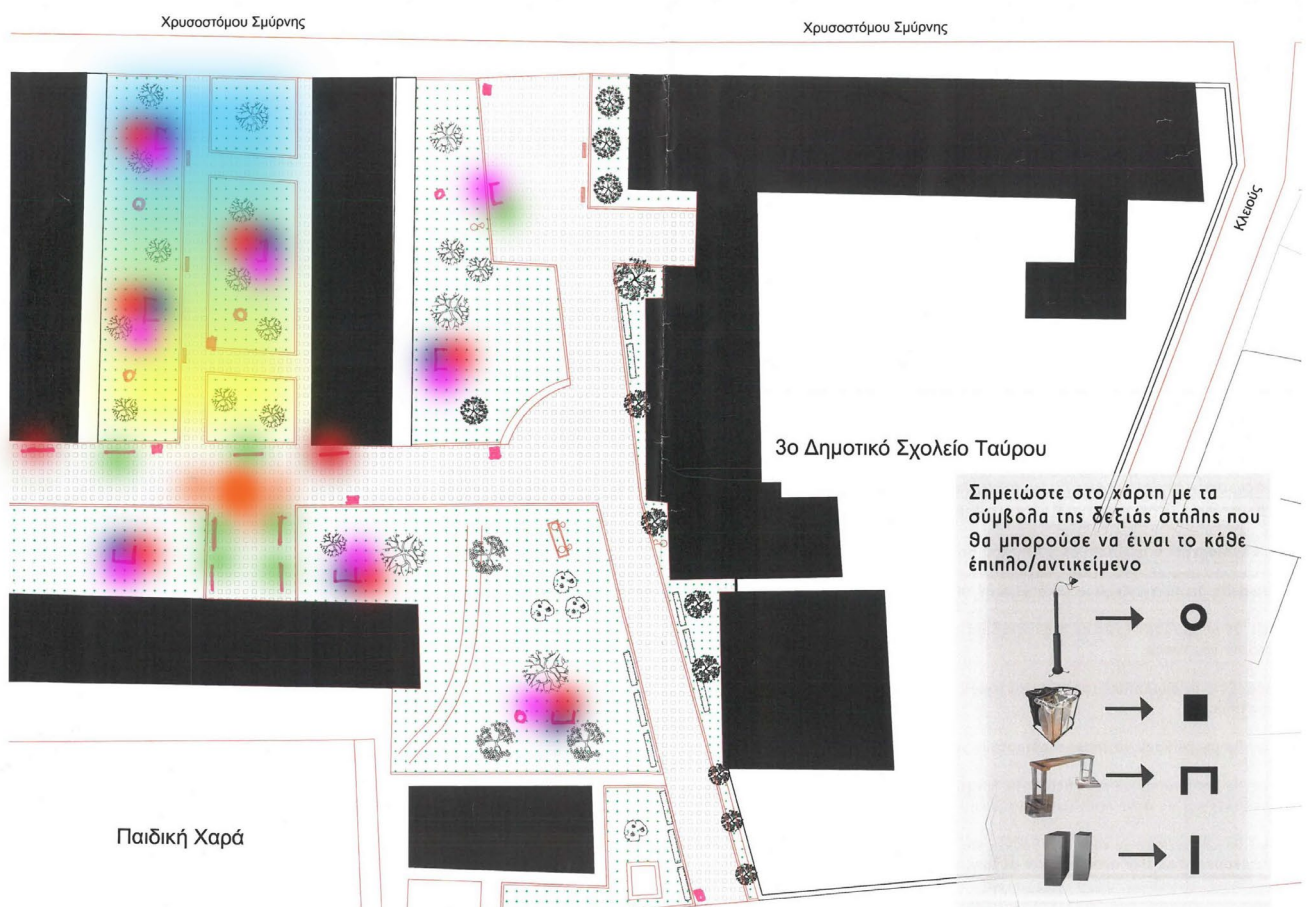 Χρυσοστόμου Σμύρνης
Χρυσοστόμου Σμύρνης
Κλειούς
3ο Δημοτικό Σχολείο Ταύρου
Σημειώστε στο χάρτη με τα
σύμβολα της δεξιάς στήλης που
θα μπορούσε να έιναι το κάθε
έπιπλο/αντικείμενο
Παιδική Χαρά